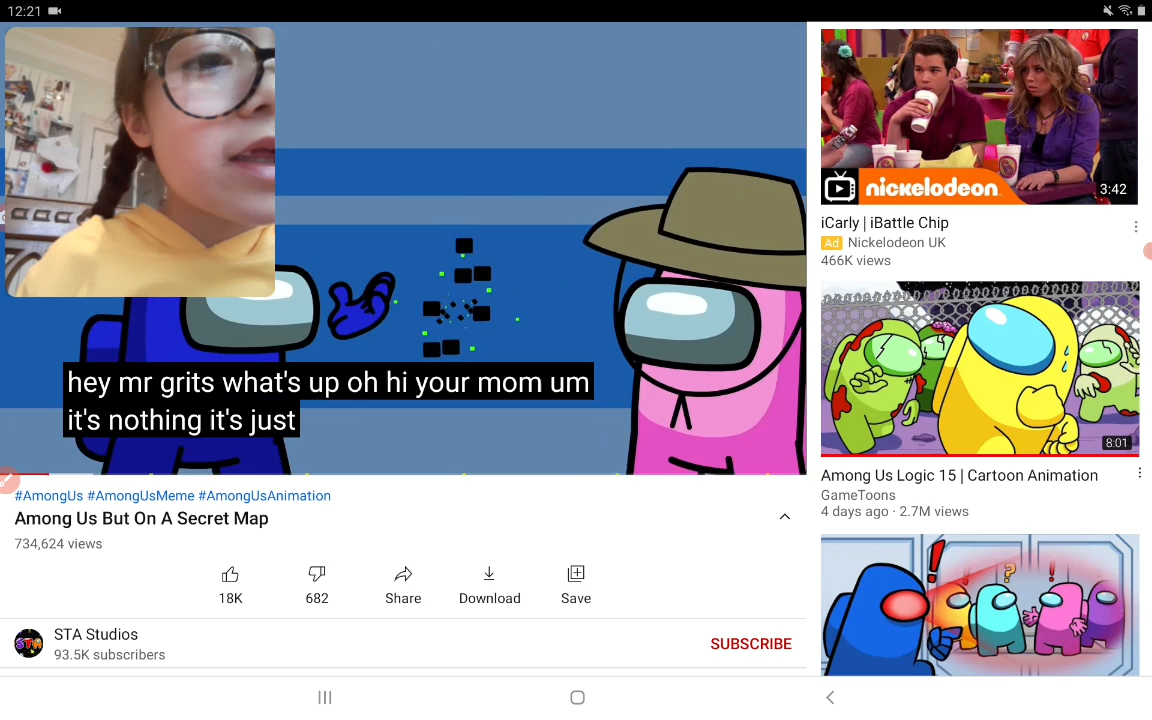 12:21
nickelodeon
3:42
iCarly | iBattle Chip
Ad Nickelodeon UK
466K views
hey mr grits what's up oh hi your mom um
it's nothing it's just
8:01
Among Us Logic 15 | Cartoon Animation
GameToons
4 days ago · 2.7M views
#AmongUs #AmongUsMeme #AmongUsAnimation
Among Us But On A Secret Map
734,624 views
18K
682
Share
Download
Save
STA
STA Studios
93.5K subscribers
SUBSCRIBE